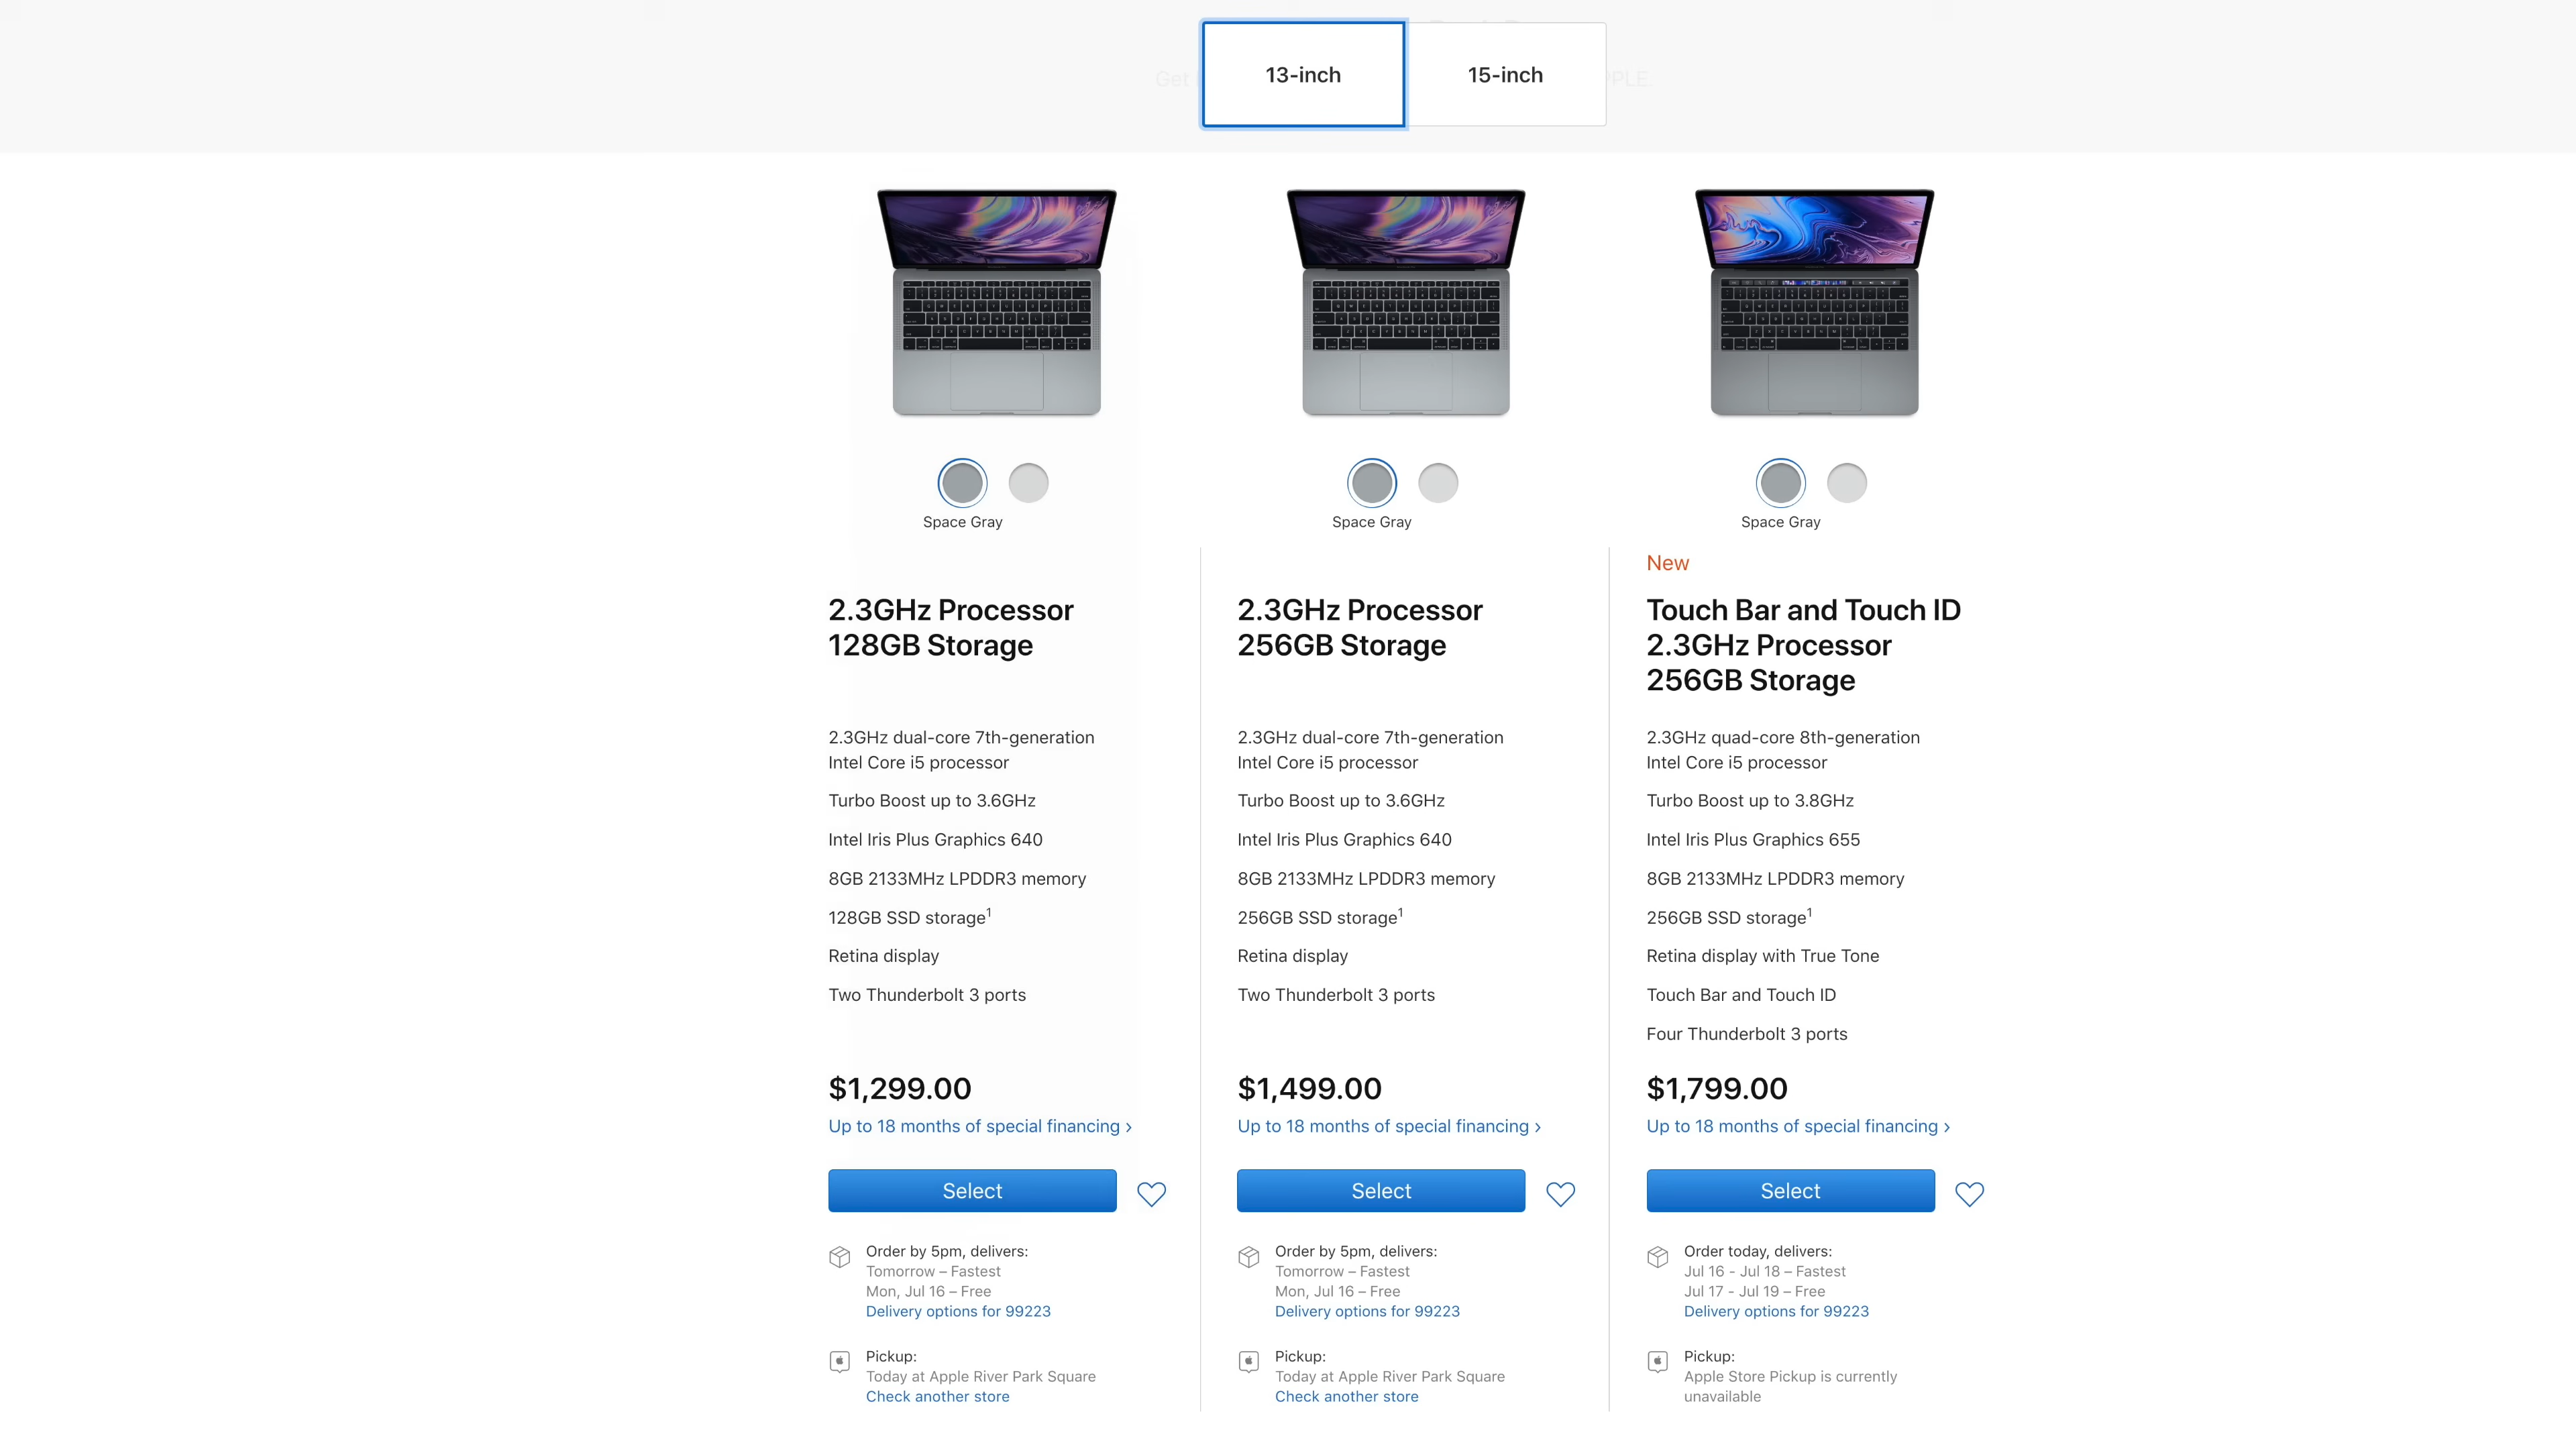 13-inch
15-inch
Get
PLE.
Space Gray
Space Gray
Space Gray
2.3GHz Processor
128GB Storage
2.3GHz dual-core 7th-generation
Intel Core i5 processor
Turbo Boost up to 3.6GHz
Intel Iris Plus Graphics 640
8GB 2133MHz LPDDR3 memory
128GB SSD storage¹
Retina display
Two Thunderbolt 3 ports
$1,299.00
Up to 18 months of special financing ›
Select
Order by 5pm, delivers:
Tomorrow – Fastest
Mon, Jul 16 – Free
Delivery options for 99223
Pickup:
Today at Apple River Park Square
Check another store
2.3GHz Processor
256GB Storage
2.3GHz dual-core 7th-generation
Intel Core i5 processor
Turbo Boost up to 3.6GHz
Intel Iris Plus Graphics 640
8GB 2133MHz LPDDR3 memory
256GB SSD storage¹
Retina display
Two Thunderbolt 3 ports
$1,499.00
Up to 18 months of special financing ›
Select
Order by 5pm, delivers:
Tomorrow – Fastest
Mon, Jul 16 – Free
Delivery options for 99223
Pickup:
Today at Apple River Park Square
Check another store
New
Touch Bar and Touch ID
2.3GHz Processor
256GB Storage
2.3GHz quad-core 8th-generation
Intel Core i5 processor
Turbo Boost up to 3.8GHz
Intel Iris Plus Graphics 655
8GB 2133MHz LPDDR3 memory
256GB SSD storage¹
Retina display with True Tone
Touch Bar and Touch ID
Four Thunderbolt 3 ports
$1,799.00
Up to 18 months of special financing ›
Select
Order today, delivers:
Jul 16 - Jul 18 – Fastest
Jul 17 - Jul 19 – Free
Delivery options for 99223
Pickup:
Apple Store Pickup is currently
unavailable